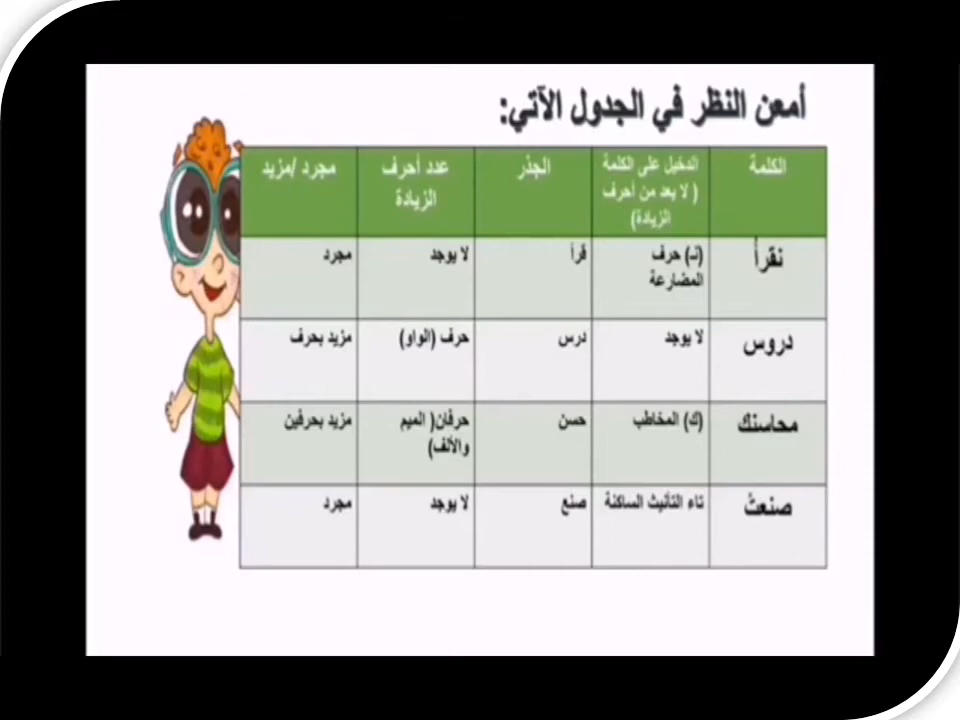 أمعن النظر في الجدول الآتي:
الكلمة
الدخيل على الكلمة
( لا يعد من أحرف
الزيادة)
الجذر
عدد أحرف
الزيادة
مجرد /مزيد
نقرأ
(نـ) حرف
المضارعة
قرأ
لا يوجد
مجرد
دروس
لا يوجد
درس
حرف (الواو)
مزيد بحرف
محاسنك
(ك) المخاطب
حسن
حرفان( الميم
والألف)
مزيد بحرفين
صنعتْ
تاء التأنيث الساكنة
صنع
لا يوجد
مجرد